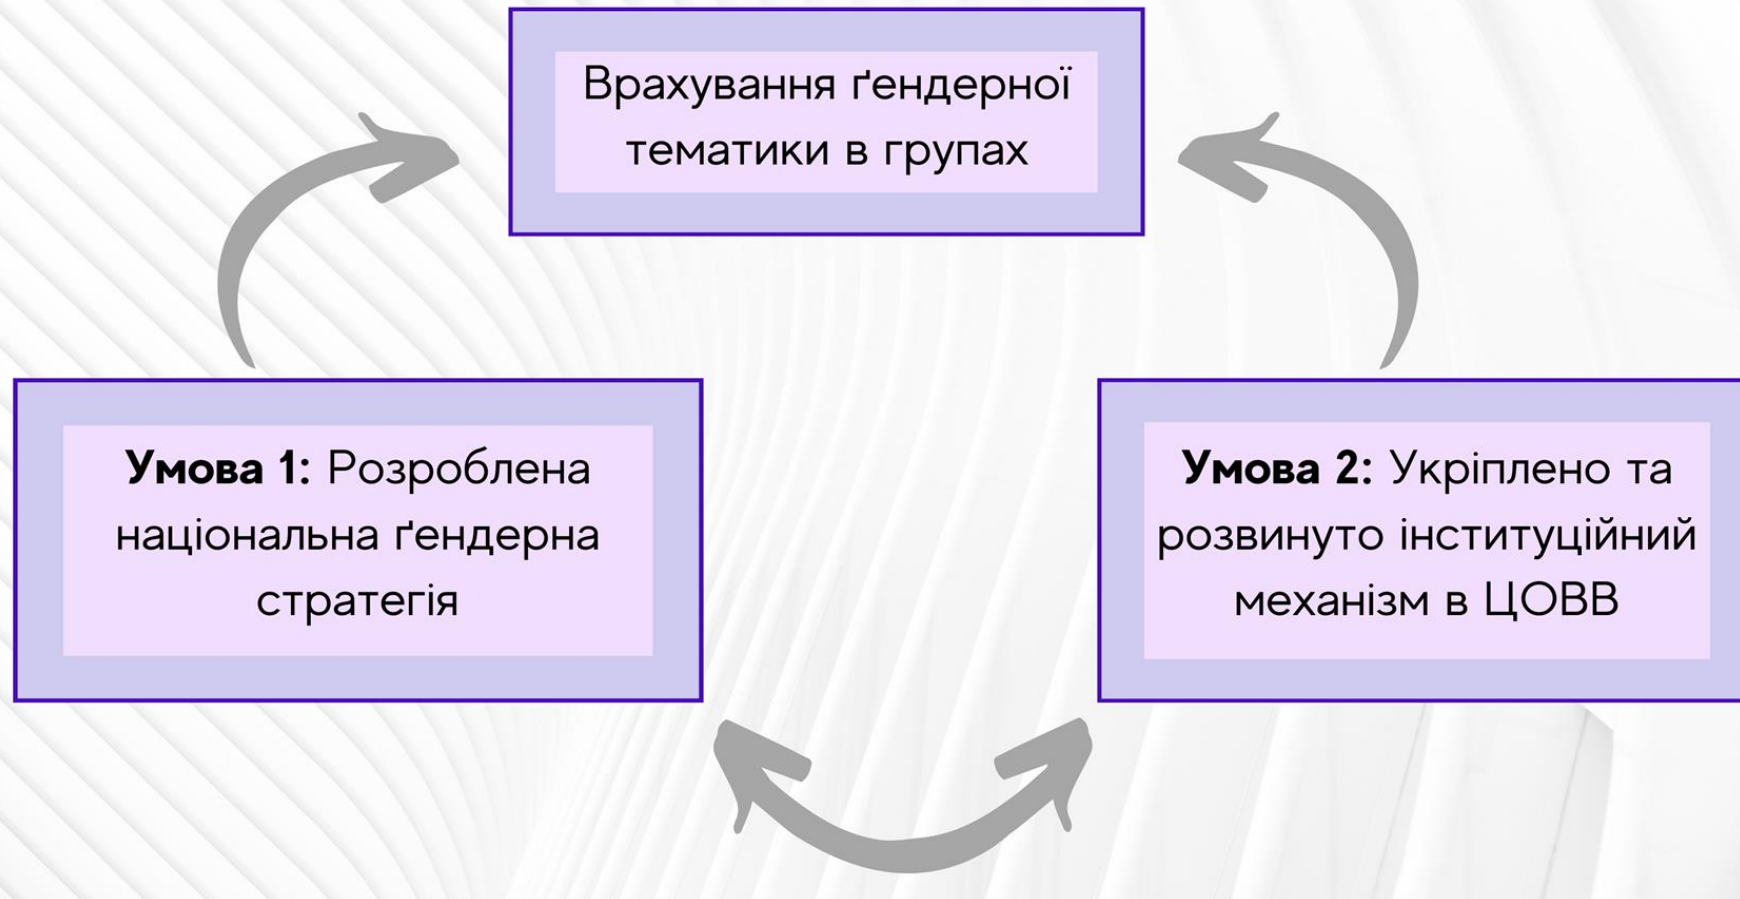 Врахування ґендерної
тематики в групах
Умова 1: Розроблена
національна ґендерна
стратегія
Умова 2: Укріплено та
розвинуто інституційний
механізм в ЦОВВ